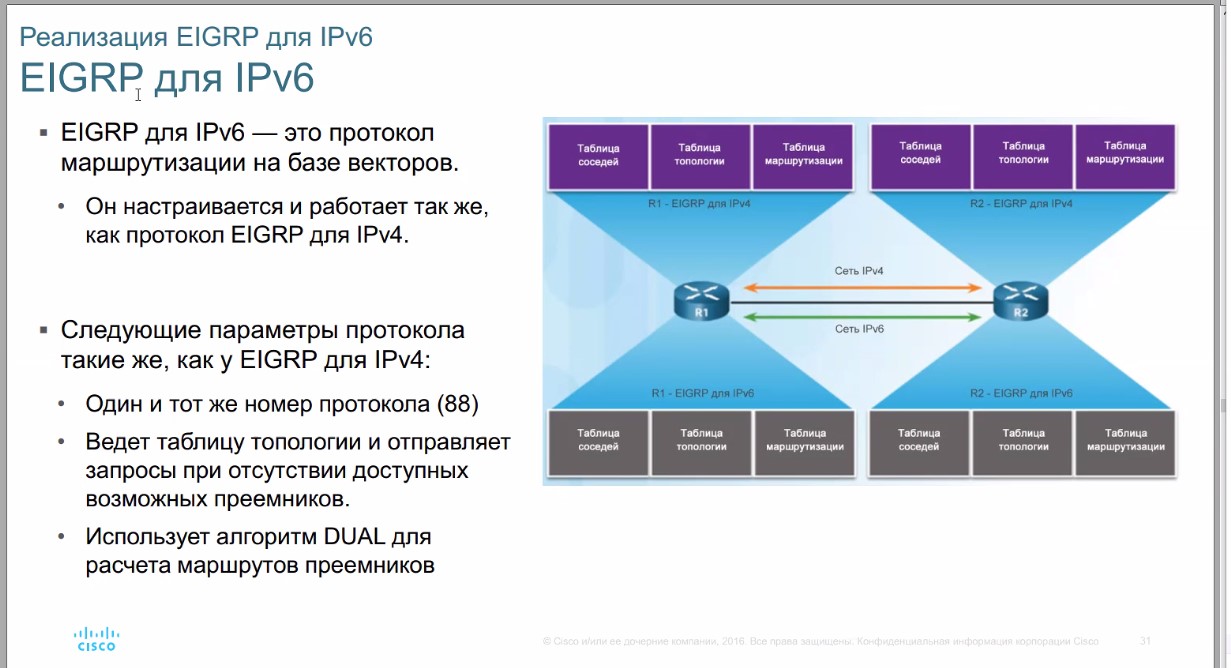 Реализация EIGRP для IPv6
EIGRP для IPv6
EIGRP для IPv6 — это протокол
маршрутизации на базе векторов.
Он настраивается и работает так же,
как протокол EIGRP для IPv4.
Следующие параметры протокола
такие же, как у EIGRP для IPv4:
Один и тот же номер протокола (88)
Ведет таблицу топологии и отправляет
запросы при отсутствии доступных
возможных преемников.
Использует алгоритм DUAL для
расчета маршрутов преемников
Таблица
соседей
Таблица
топологии
Таблица
маршрутизации
Таблица
соседей
Таблица
топологии
Таблица
маршрутизации
R1 - EIGRP для IPv4
R2 - EIGRP для IPv4
Сеть IPv4
R1
R2
Сеть IPv6
R1 - EIGRP для IPv6
R2 - EIGRP для IPv6
Таблица
соседей
Таблица
топологии
Таблица
маршрутизации
Таблица
соседей
Таблица
топологии
Таблица
маршрутизации
CISCO
© Cisco и/или ее дочерние компании, 2016. Все права защищены. Конфиденциальная информация корпорации Cisco
31